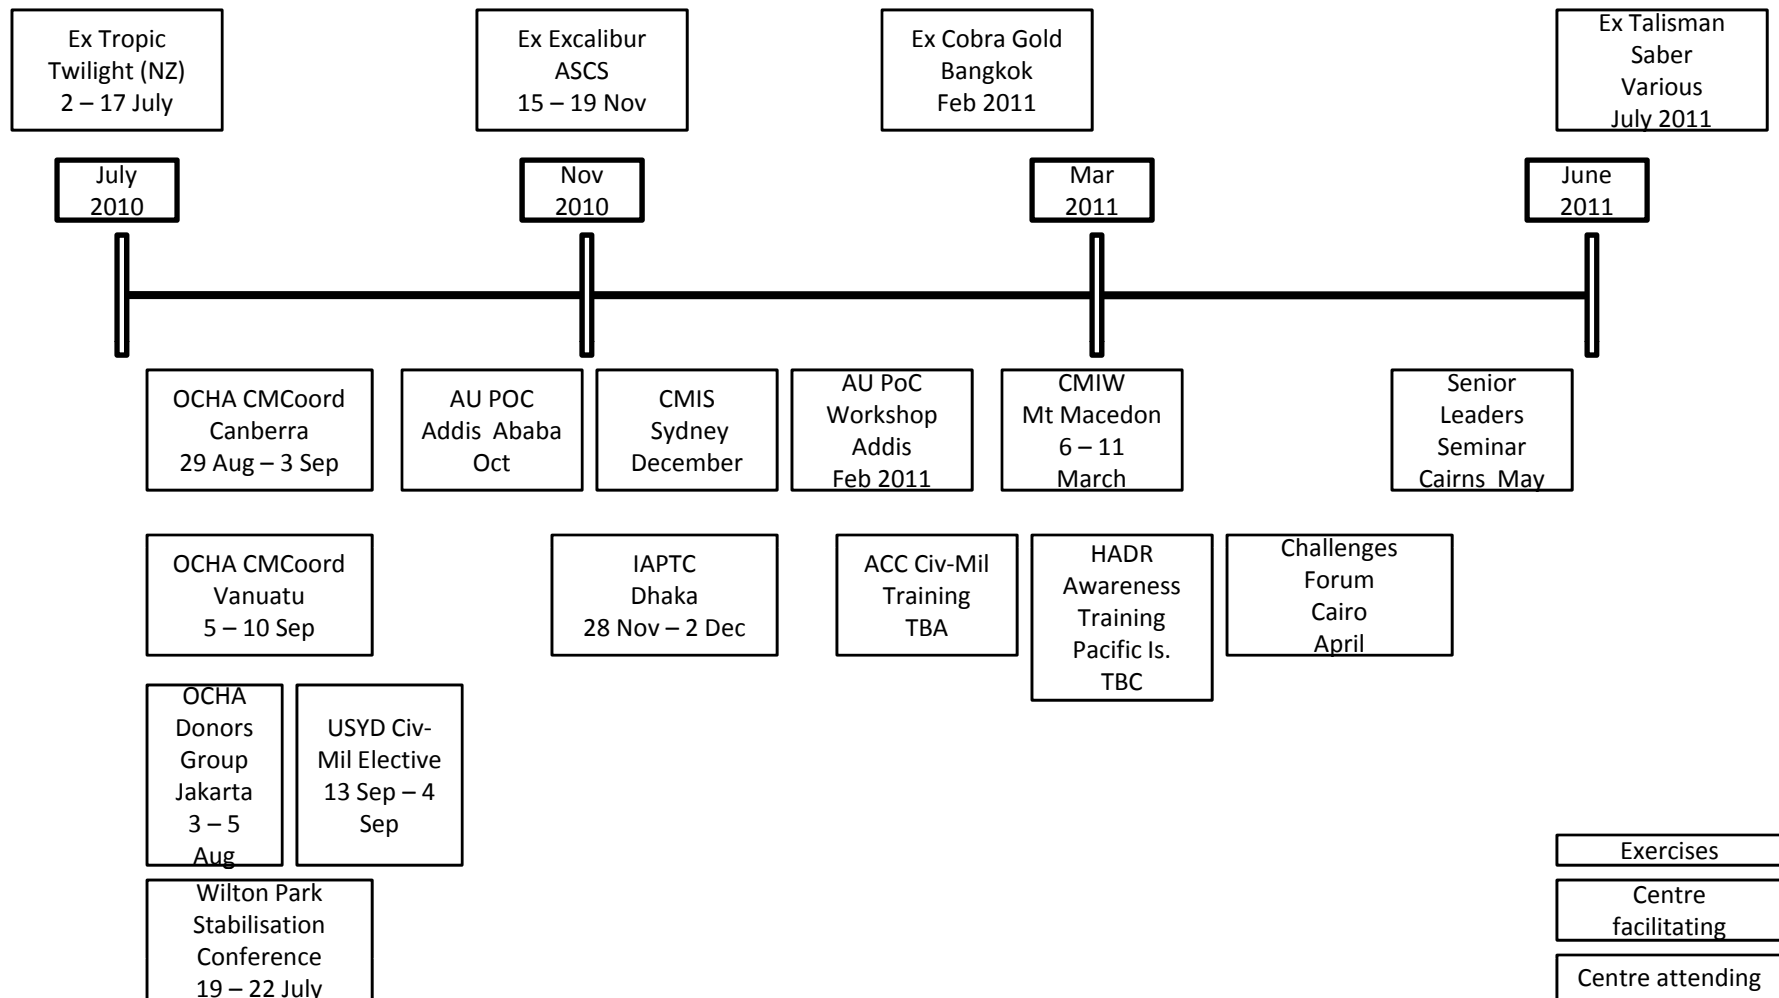 Ex Tropic
Twilight (NZ)
2 – 17 July
Ex Excalibur
ASCS
15 – 19 Nov
Ex Cobra Gold
Bangkok
Feb 2011
Ex Talisman
Saber
Various
July 2011
July
2010
Nov
2010
Mar
2011
June
2011
OCHA CMCoord
Canberra
29 Aug – 3 Sep
AU POC
Addis Ababa
Oct
CMIS
Sydney
December
AU PoC
Workshop
Addis
Feb 2011
CMIW
Mt Macedon
6 – 11
March
Senior
Leaders
Seminar
Cairns May
OCHA CMCoord
Vanuatu
5 – 10 Sep
IAPTC
Dhaka
28 Nov – 2 Dec
ACC Civ-Mil
Training
TBA
HADR
Awareness
Training
Pacific Is.
TBC
Challenges
Forum
Cairo
April
OCHA
Donors
Group
Jakarta
3 – 5
Aug
USYD Civ-
Mil Elective
13 Sep – 4
Sep
Wilton Park
Stabilisation
Conference
19 – 22 July
Exercises
Centre
facilitating
Centre attending